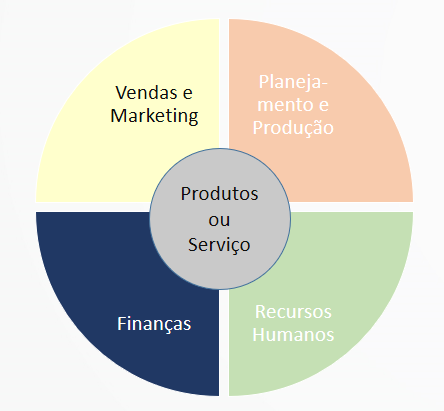 Vendas e
Marketing
Planeja-
mento e
Produção
Produtos
ou
Serviço
Finanças
Recursos
Humanos